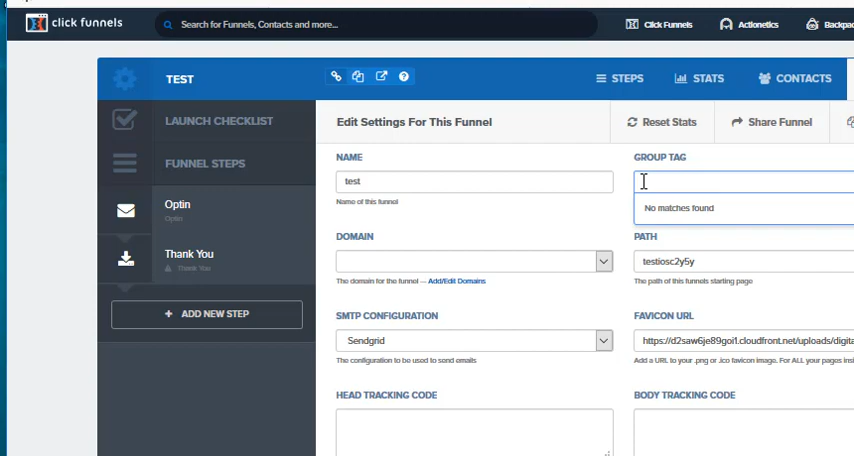 click funnels
Search for Funnels, Contacts and more...
Click Funnels
Actionetics
Backpac
TEST
STEPS
STATS
CONTACTS
LAUNCH CHECKLIST
FUNNEL STEPS
Optin
Optin
Thank You
Thank You
+ ADD NEW STEP
Edit Settings For This Funnel
Reset Stats
Share Funnel
NAME
test
Name of this funnel
GROUP TAG
No matches found
DOMAIN
The domain for the funnel — Add/Edit Domains
PATH
testiosc2y5y
The path of this funnels starting page
SMTP CONFIGURATION
Sendgrid
The configuration to be used to send emails
FAVICON URL
https://d2saw6je89goi1.cloudfront.net/uploads/digita
Add a URL to your .png or .ico favicon image. For ALL your pages insi
HEAD TRACKING CODE
BODY TRACKING CODE